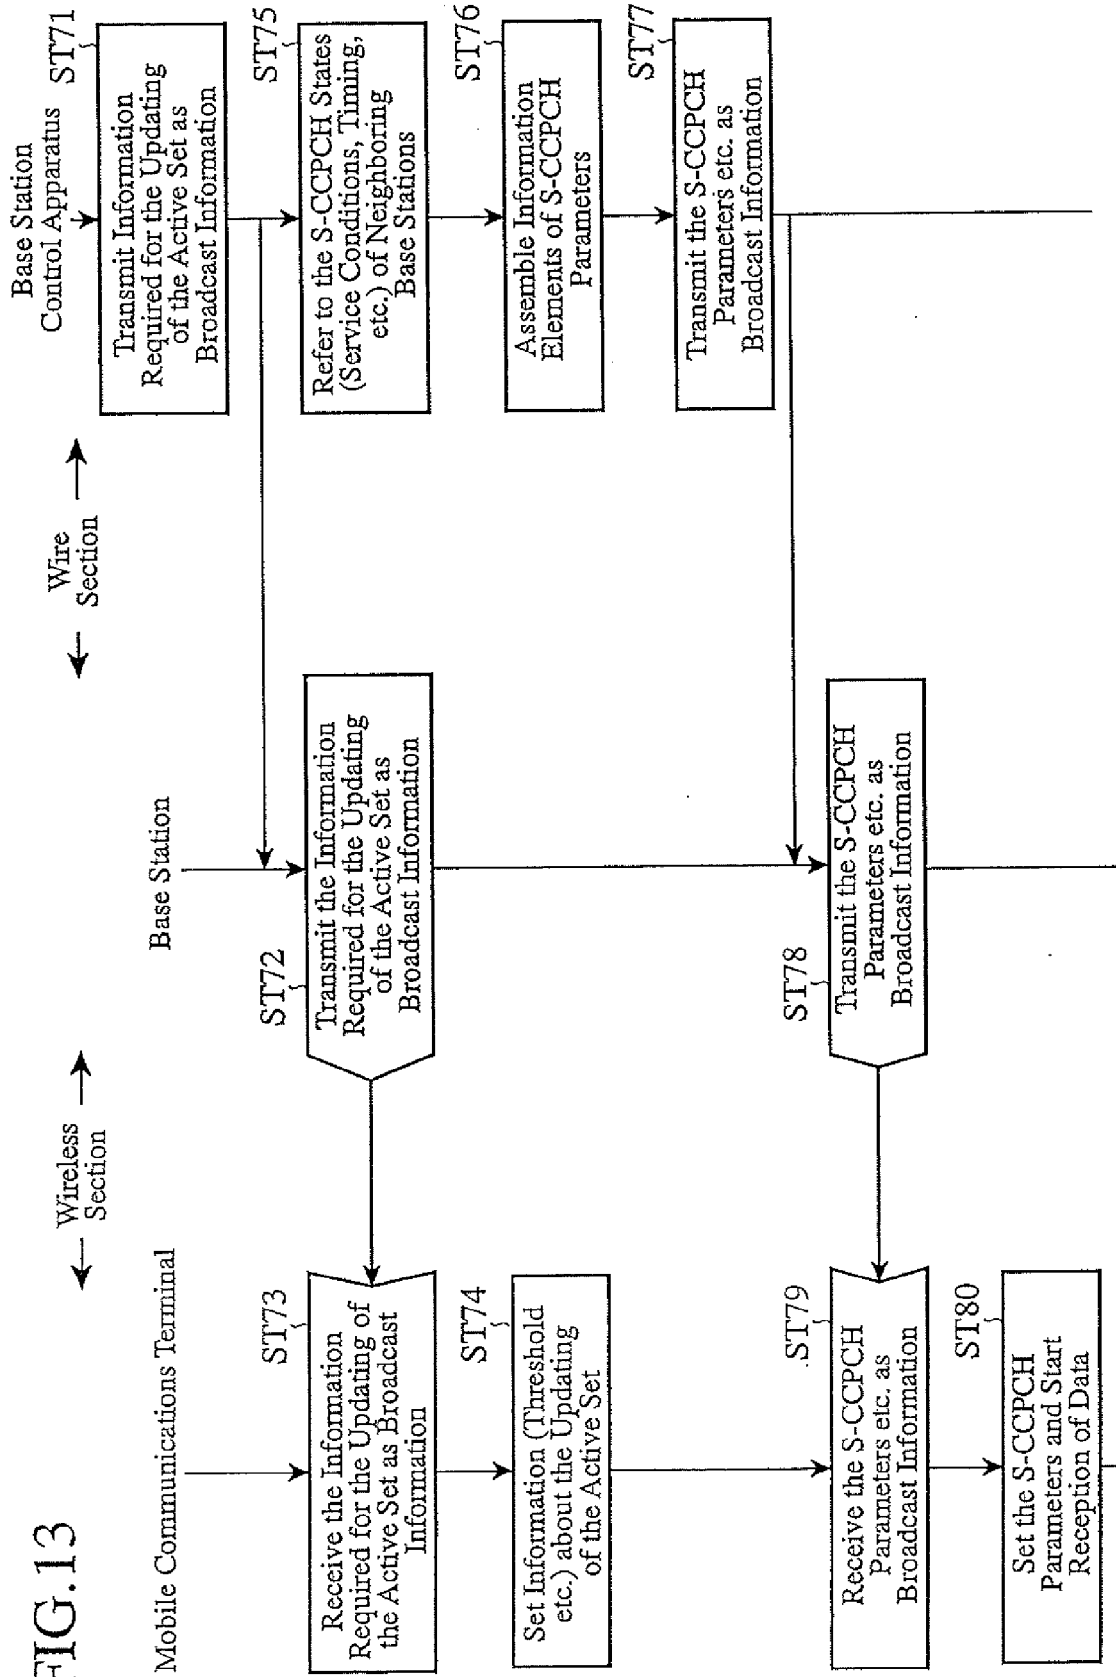 FIG.13
Mobile Communications Terminal
Wireless
Section
Base Station
Wire
Section
Base Station
Control Apparatus
ST71
Transmit Information
Required for the Updating
of the Active Set as
Broadcast Information
ST72
Transmit the Information
Required for the Updating
of the Active Set as
Broadcast Information
ST73
Receive the Information
Required for the Updating of
the Active Set as Broadcast
Information
ST74
Set Information (Threshold
etc.) about the Updating
of the Active Set
ST75
Refer to the S-CCPCH States
(Service Conditions, Timing,
etc.) of Neighboring
Base Stations
ST76
Assemble Information
Elements of S-CCPCH
Parameters
ST77
Transmit the S-CCPCH
Parameters etc. as
Broadcast Information
ST78
Transmit the S-CCPCH
Parameters etc. as
Broadcast Information
ST79
Receive the S-CCPCH
Parameters etc. as
Broadcast Information
ST80
Set the S-CCPCH
Parameters and Start
Reception of Data